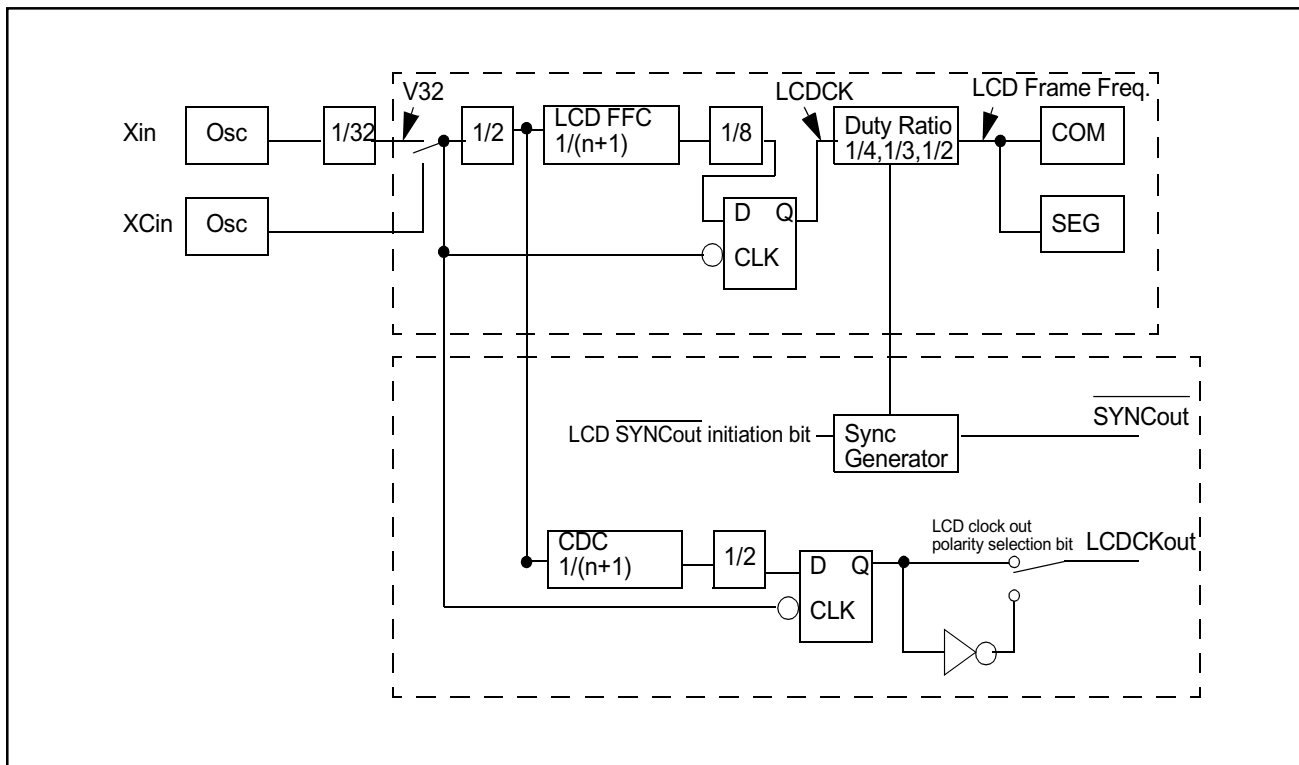 V32
LCDCK
LCD Frame Freq.
Xin
Osc
1/32
1/2
LCD FFC
1/(n+1)
1/8
Duty Ratio
1/4,1/3,1/2
COM
XCin
Osc
D Q
CLK
SEG
LCD SYNCout initiation bit
Sync
Generator
SYNCout
CDC
1/(n+1)
1/2
D Q
CLK
LCD clock out
polarity selection bit
LCDCKout